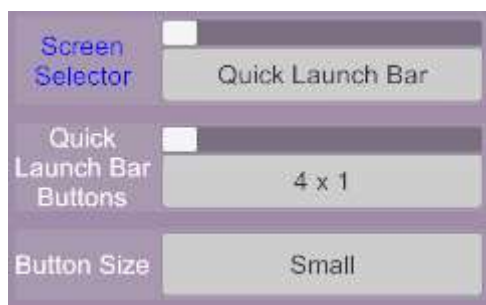 Screen
Selector
Quick Launch Bar
Quick
Launch Bar
Buttons
4 x 1
Button Size
Small